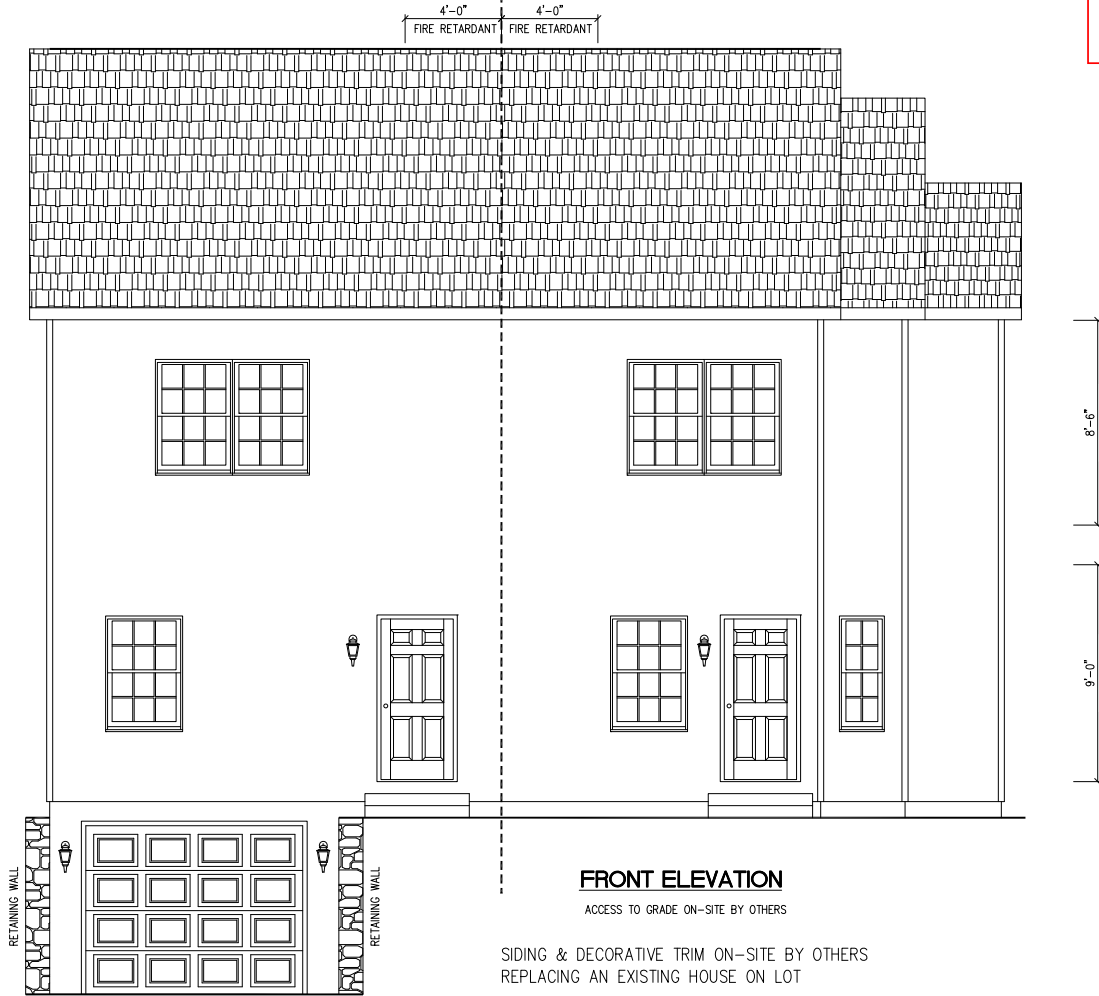 4'-0" 4'-0"
FIRE RETARDANT FIRE RETARDANT
8'-6"
9'-0"
RETAINING WALL
RETAINING WALL
FRONT ELEVATION
ACCESS TO GRADE ON-SITE BY OTHERS
SIDING & DECORATIVE TRIM ON-SITE BY OTHERS
REPLACING AN EXISTING HOUSE ON LOT